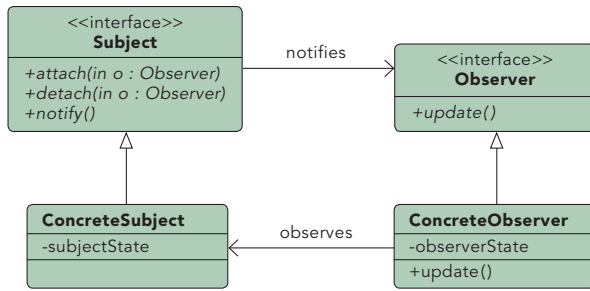 <<interface>>
Subject
+attach(in o : Observer)
+detach(in o : Observer)
+notify()
notifies
<<interface>>
Observer
+update()
ConcreteSubject
-subjectState
observes
ConcreteObserver
-observerState
+update()